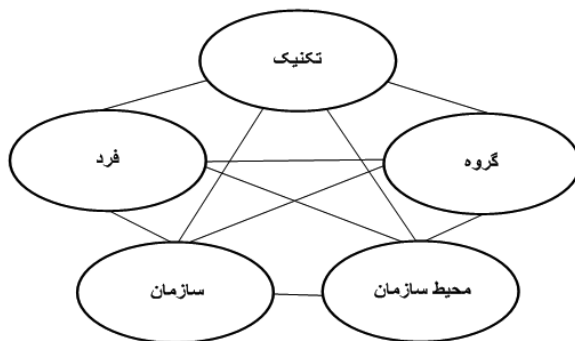 تکنیک
گروه
فرد
محیط سازمان
سازمان